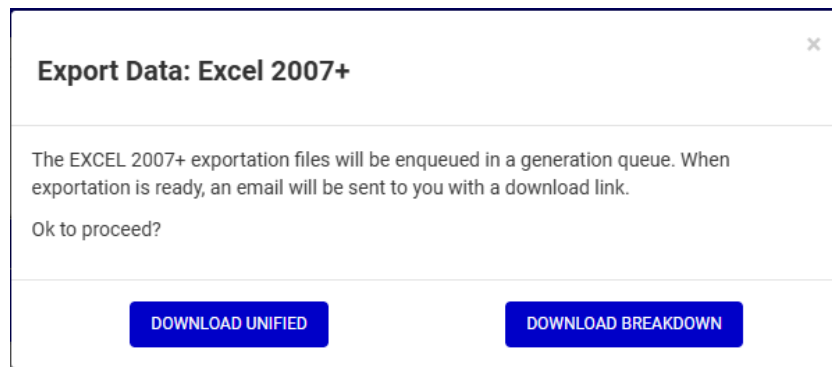 ×
Export Data: Excel 2007+
The EXCEL 2007+ exportation files will be enqueued in a generation queue. When
exportation is ready, an email will be sent to you with a download link.
Ok to proceed?
DOWNLOAD UNIFIED
DOWNLOAD BREAKDOWN